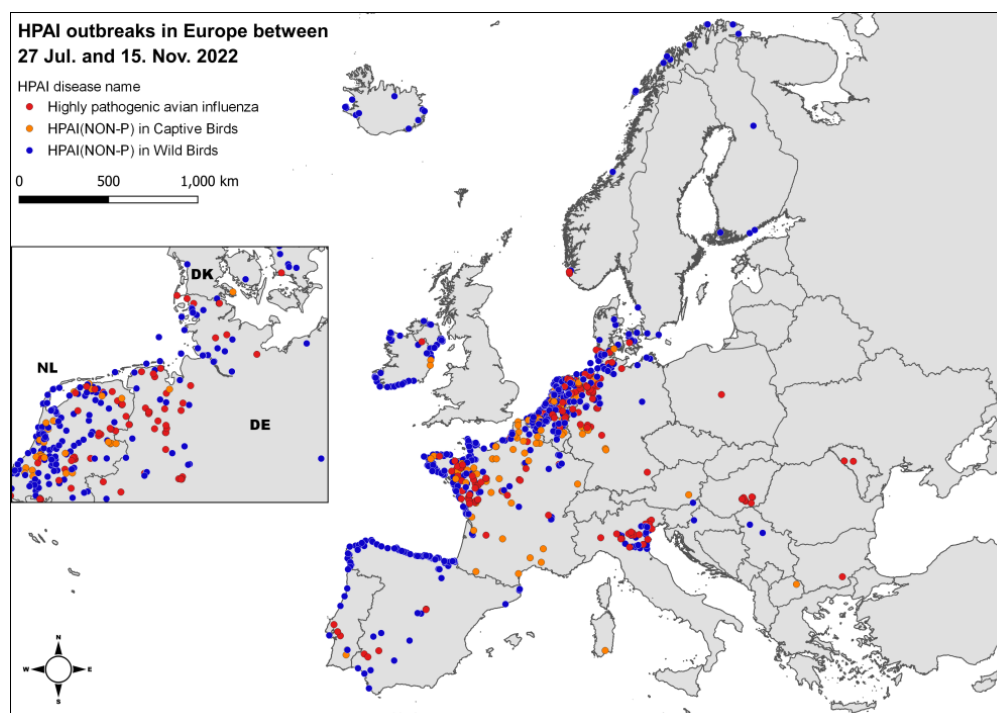 HPAI outbreaks in Europe between
27 Jul. and 15. Nov. 2022
HPAI disease name
Highly pathogenic avian influenza
HPAI(NON-P) in Captive Birds
HPAI(NON-P) in Wild Birds
0 500 1,000 km
DK
NL
DE
N
W E
S